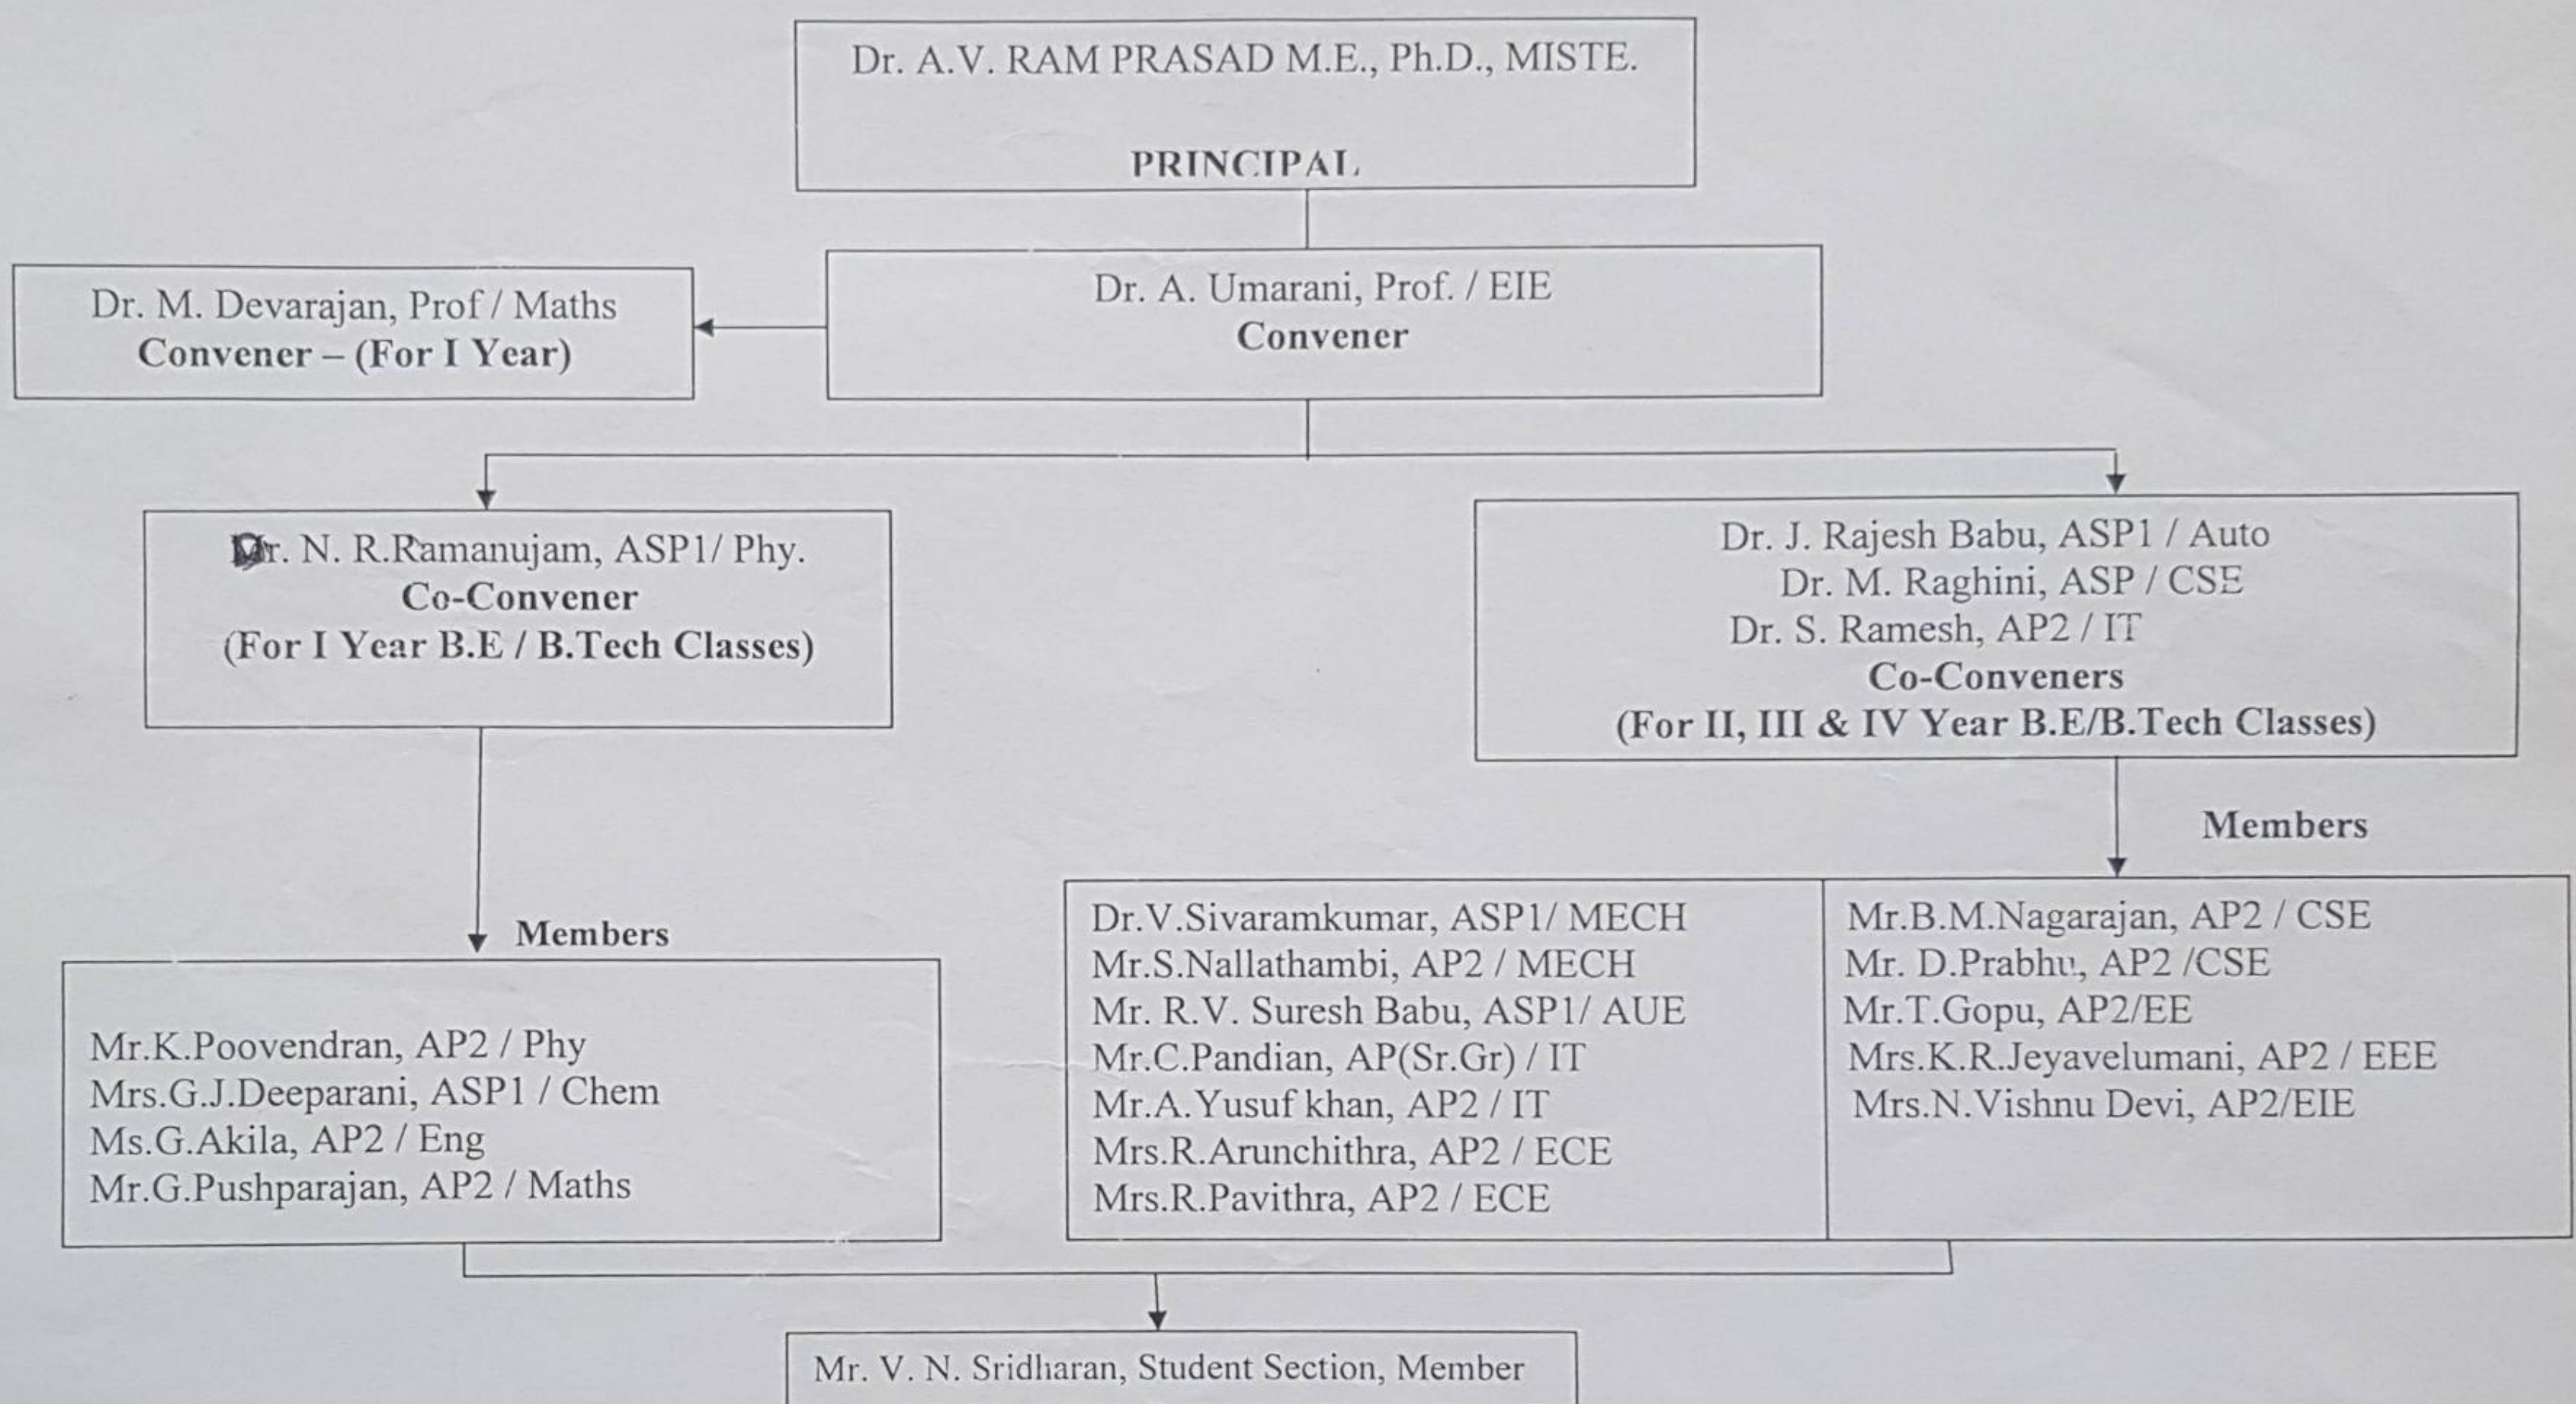 Dr. A.V. RAM PRASAD M.E., Ph.D., MISTE.
PRINCIPAL
Dr. M. Devarajan, Prof / Maths
Convener – (For I Year)
Dr. A. Umarani, Prof. / EIE
Convener
Dr. N. R.Ramanujam, ASP1/ Phy.
Co-Convener
(For I Year B.E / B.Tech Classes)
Dr. J. Rajesh Babu, ASP1 / Auto
Dr. M. Raghini, ASP / CSE
Dr. S. Ramesh, AP2 / IT
Co-Conveners
(For II, III & IV Year B.E/B.Tech Classes)
Members
Mr.K.Poovendran, AP2 / Phy
Mrs.G.J.Deeparani, ASP1 / Chem
Ms.G.Akila, AP2 / Eng
Mr.G.Pushparajan, AP2 / Maths
Members
Dr.V.Sivaramkumar, ASP1/ MECH
Mr.S.Nallathambi, AP2 / MECH
Mr. R.V. Suresh Babu, ASP1/ AUE
Mr.C.Pandian, AP(Sr.Gr) / IT
Mr.A.Yusuf khan, AP2 / IT
Mrs.R.Arunchithra, AP2 / ECE
Mrs.R.Pavithra, AP2 / ECE
Mr.B.M.Nagarajan, AP2 / CSE
Mr. D.Prabhu, AP2 /CSE
Mr.T.Gopu, AP2/EE
Mrs.K.R.Jeyavelumani, AP2 / EEE
Mrs.N.Vishnu Devi, AP2/EIE
Mr. V. N. Sridharan, Student Section, Member